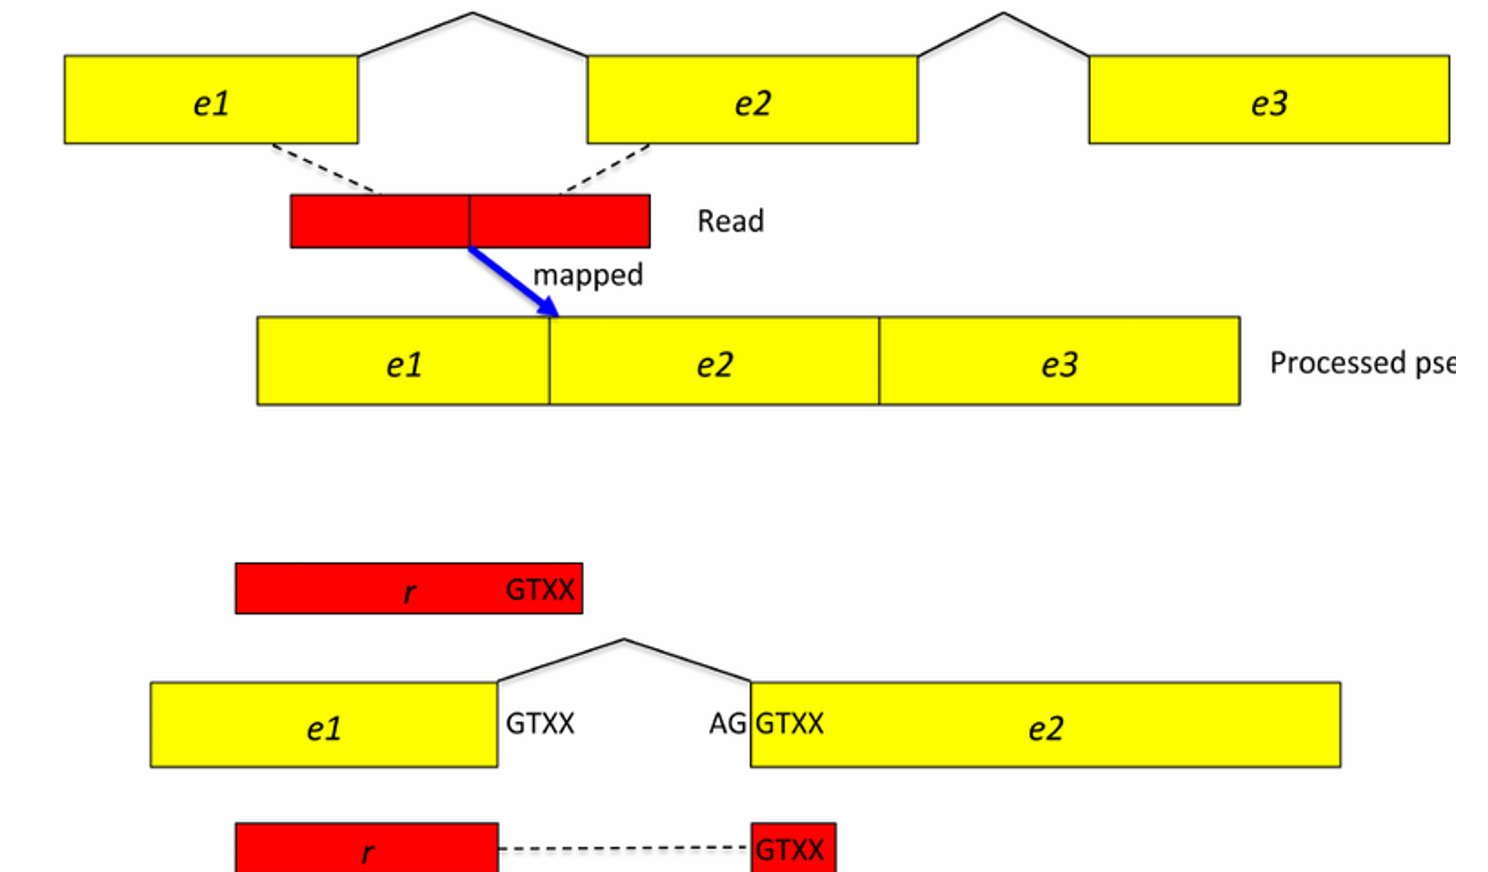 e1 e2 e3
Read
mapped
e1 e2 e3 Processed pse
r GTXX
e1 GTXX AG GTXX e2
r GTXX